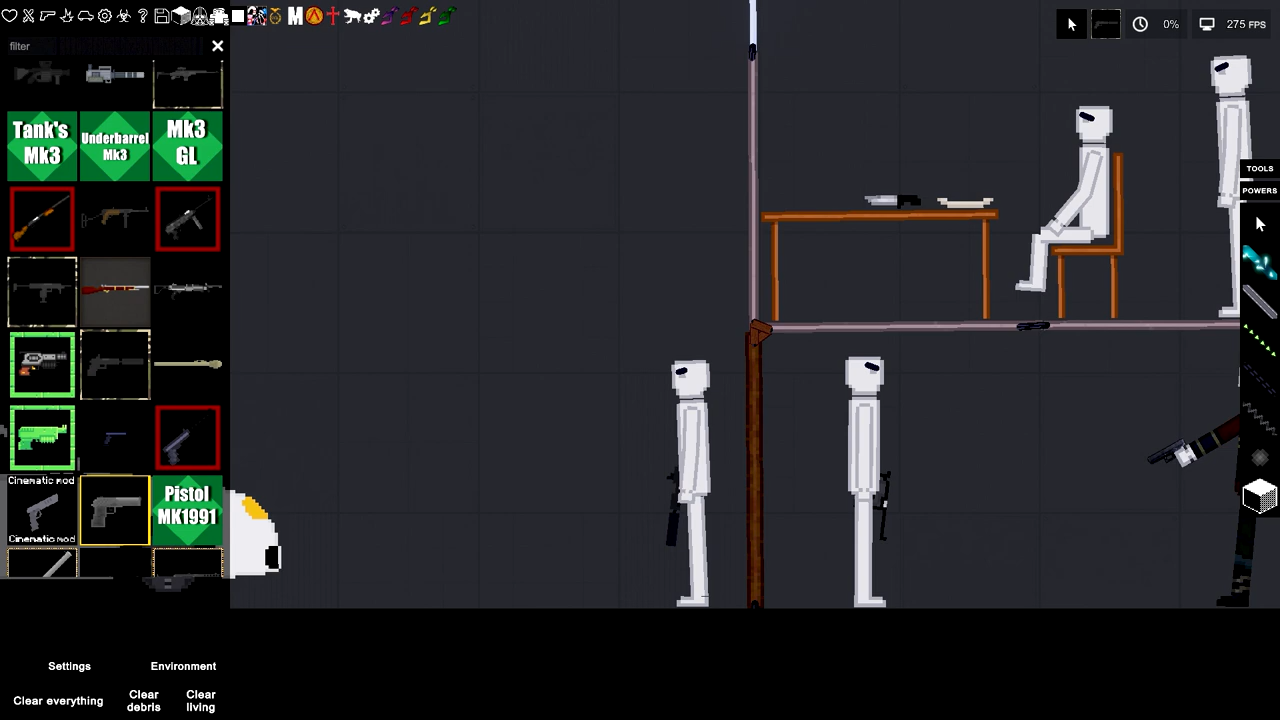 filter
0%
275 FPS
Tank's
Mk3
Underbarrel
Mk3
Mk3
GL
TOOLS
POWERS
Cinematic mod
Cinematic mod
Pistol
MK1991
Settings
Environment
Clear everything
Clear
debris
Clear
living